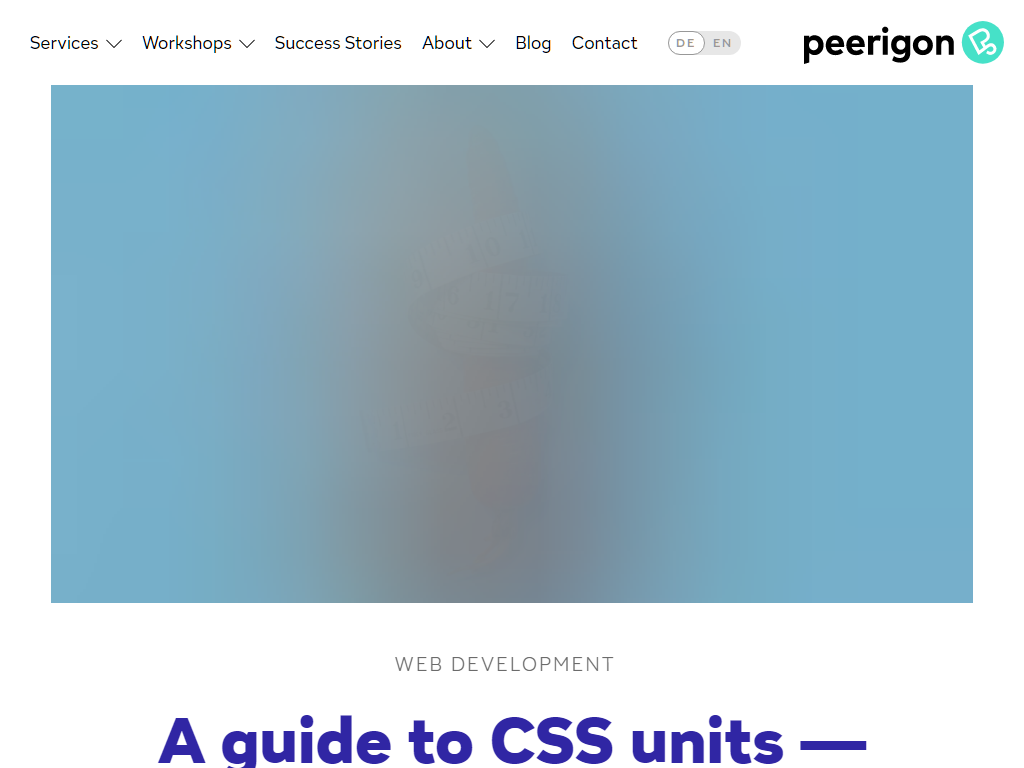 Services
Workshops
Success Stories
About
Blog
Contact
DE
EN
peerigon
WEB DEVELOPMENT
A guide to CSS units —